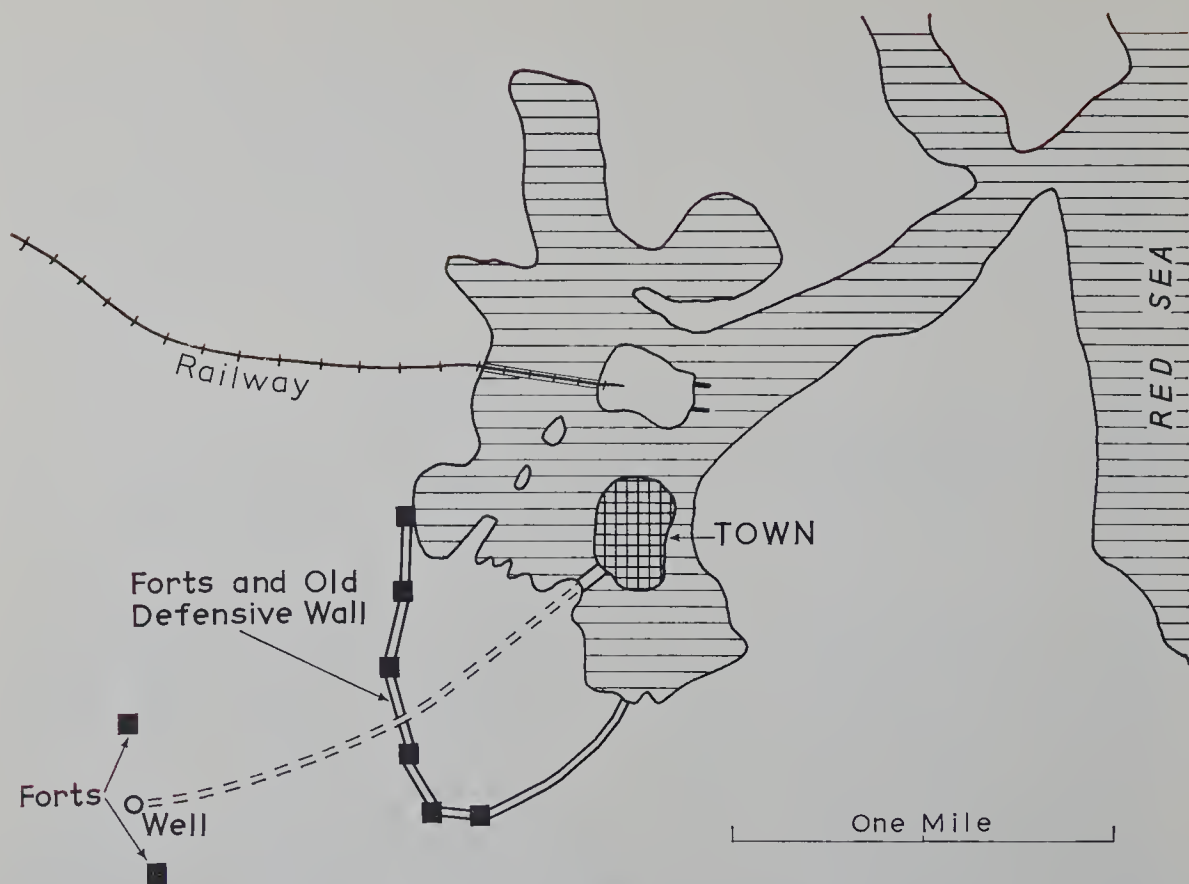 RED SEA
Railway
TOWN
Forts and Old
Defensive Wall
Forts
Well
One Mile